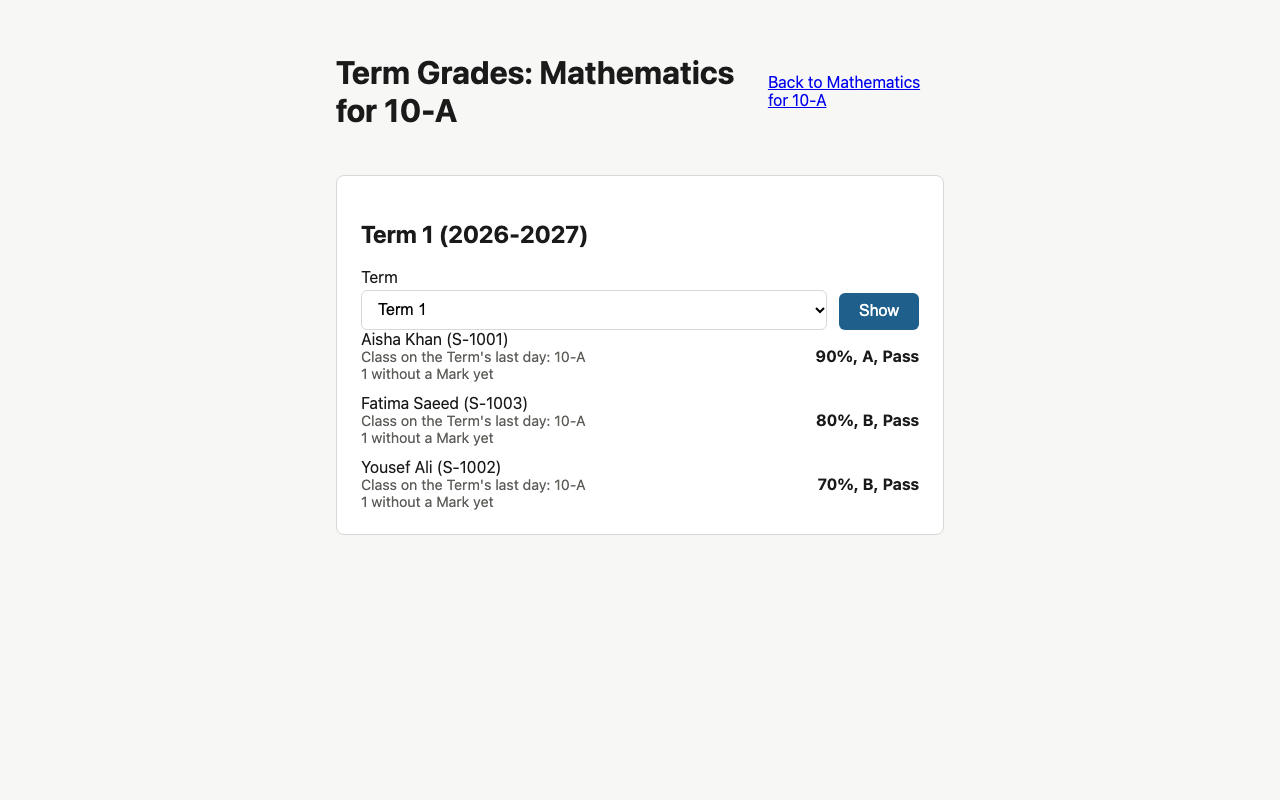 Term Grades: Mathematics
for 10-A
Back to Mathematics
for 10-A
Term 1 (2026-2027)
Term
Term 1
Show
Aisha Khan (S-1001)
Class on the Term's last day: 10-A
1 without a Mark yet
90%, A, Pass
Fatima Saeed (S-1003)
Class on the Term's last day: 10-A
1 without a Mark yet
80%, B, Pass
Yousef Ali (S-1002)
Class on the Term's last day: 10-A
1 without a Mark yet
70%, B, Pass